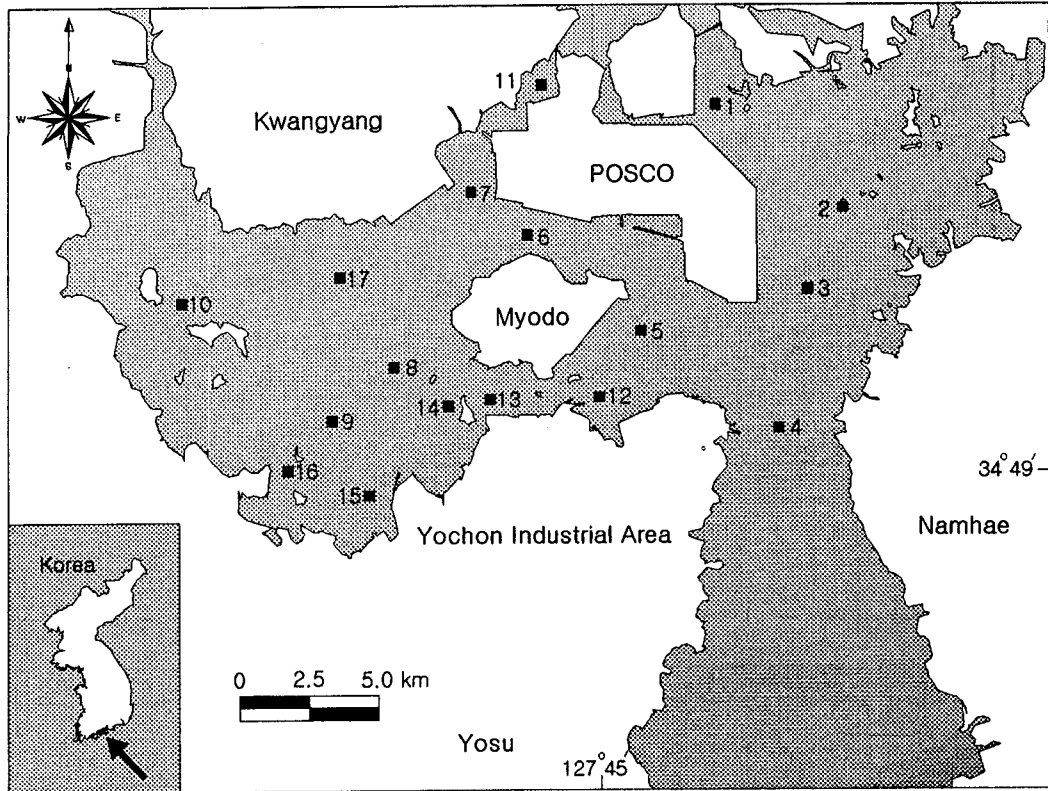 N
W
E
S
Kwangyang
11
1
POSCO
7
2
6
17
10
3
Myodo
5
8
14
13
12
9
4
16
15
34°49′
Yochon Industrial Area
Namhae
Korea
0 2.5 5.0 km
Yosu
127°45′